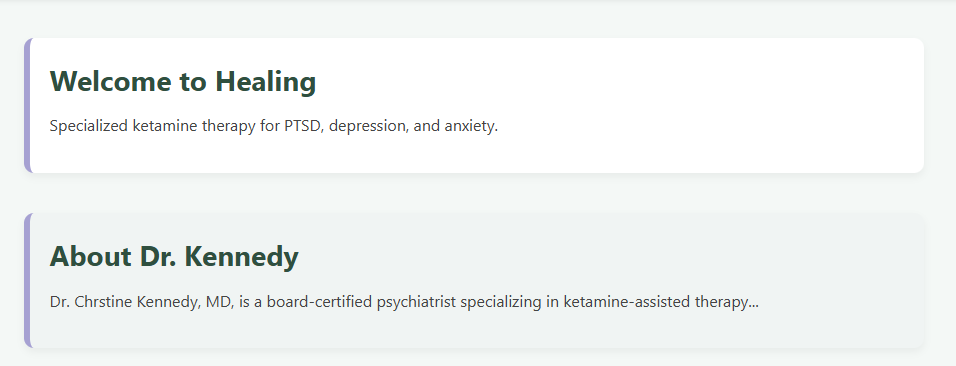 Welcome to Healing
Specialized ketamine therapy for PTSD, depression, and anxiety.
About Dr. Kennedy
Dr. Chrstine Kennedy, MD, is a board-certified psychiatrist specializing in ketamine-assisted therapy...